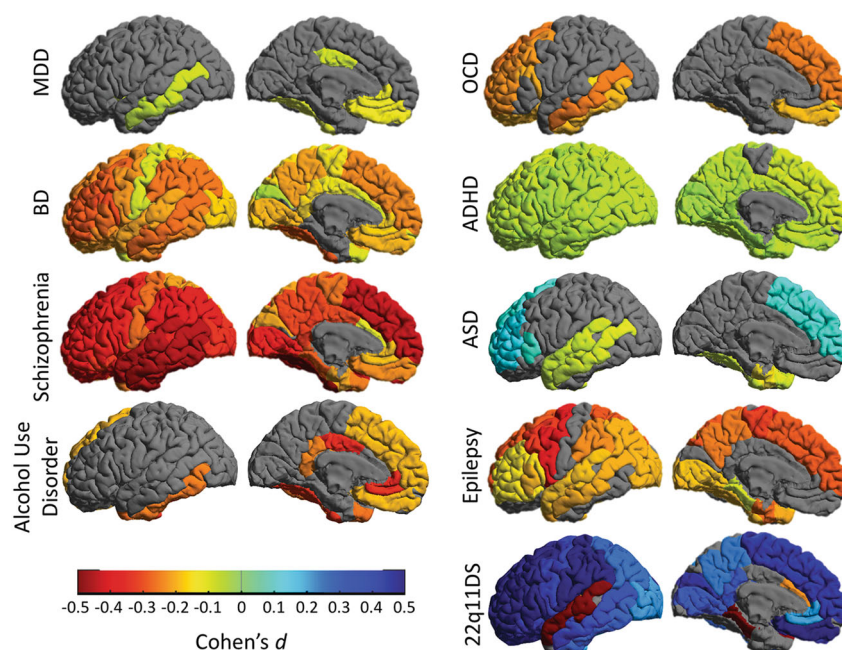 MDD
BD
Schizophrenia
Alcohol Use
Disorder
-0.5 -0.4 -0.3 -0.2 -0.1 0 0.1 0.2 0.3 0.4 0.5
Cohen's d
OCD
ADHD
ASD
Epilepsy
22q11DS